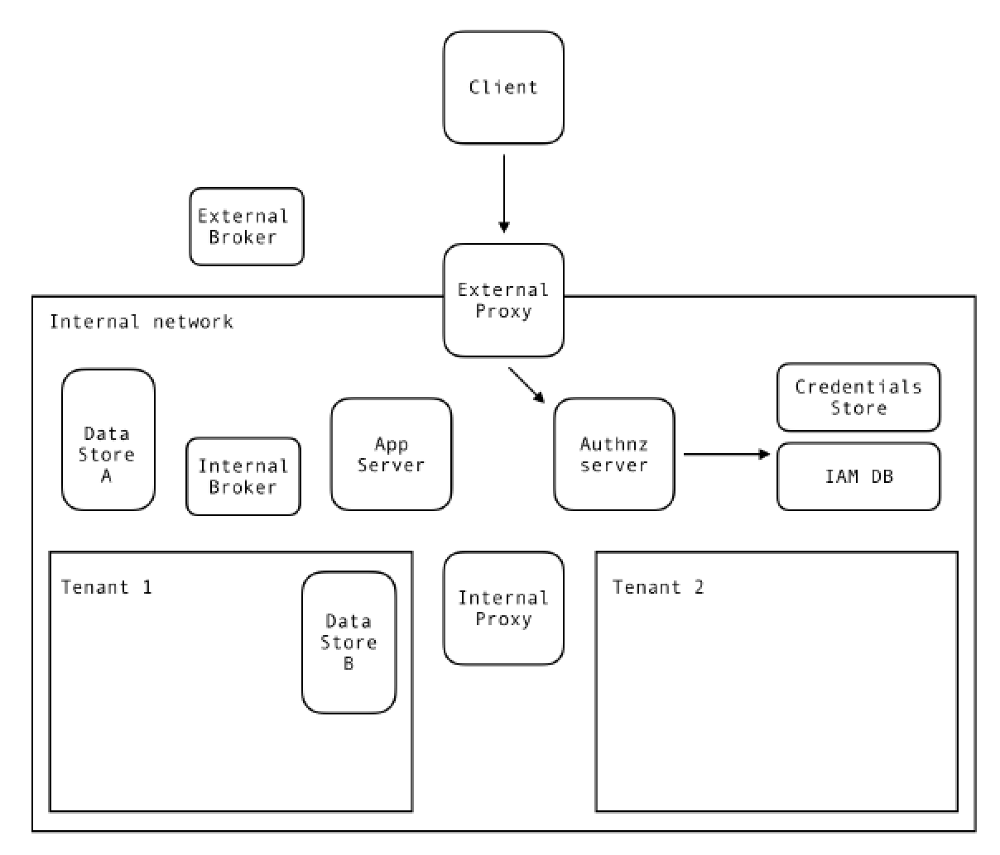 Client
External
Broker
External
Proxy
Internal network
Data
Store
A
Internal
Broker
App
Server
Authnz
server
Credentials
Store
IAM DB
Tenant 1
Data
Store
B
Internal
Proxy
Tenant 2